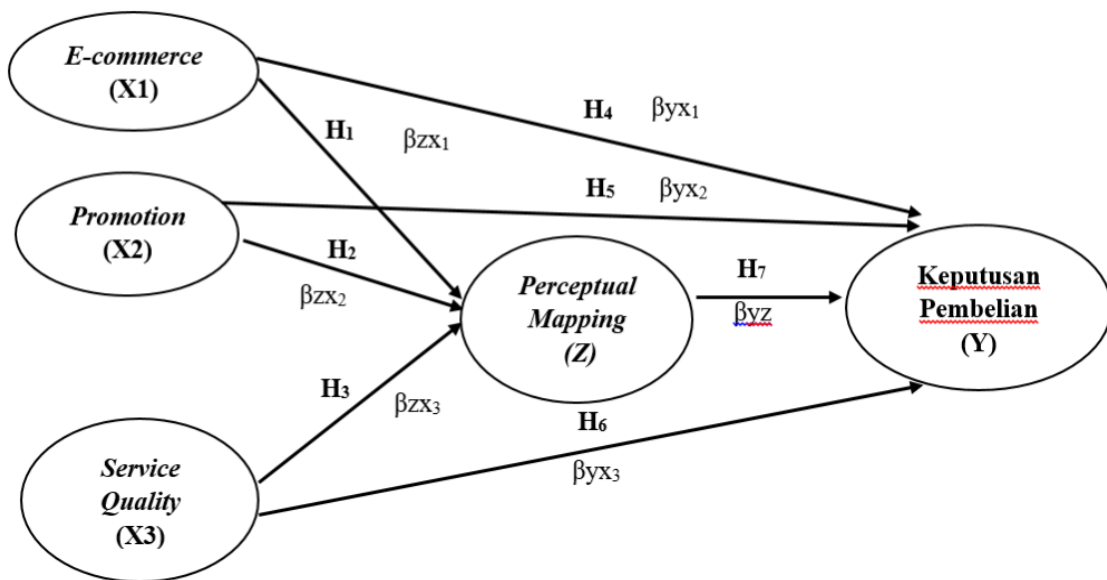 E-commerce
(X1)
H4 βyx1
H1 βzx1
H5 βyx2
Promotion
(X2)
H2
βzx2
Perceptual
Mapping
(Z)
H7
βyz
Keputusan
Pembelian
(Y)
H3
βzx3
H6
βyx3
Service
Quality
(X3)